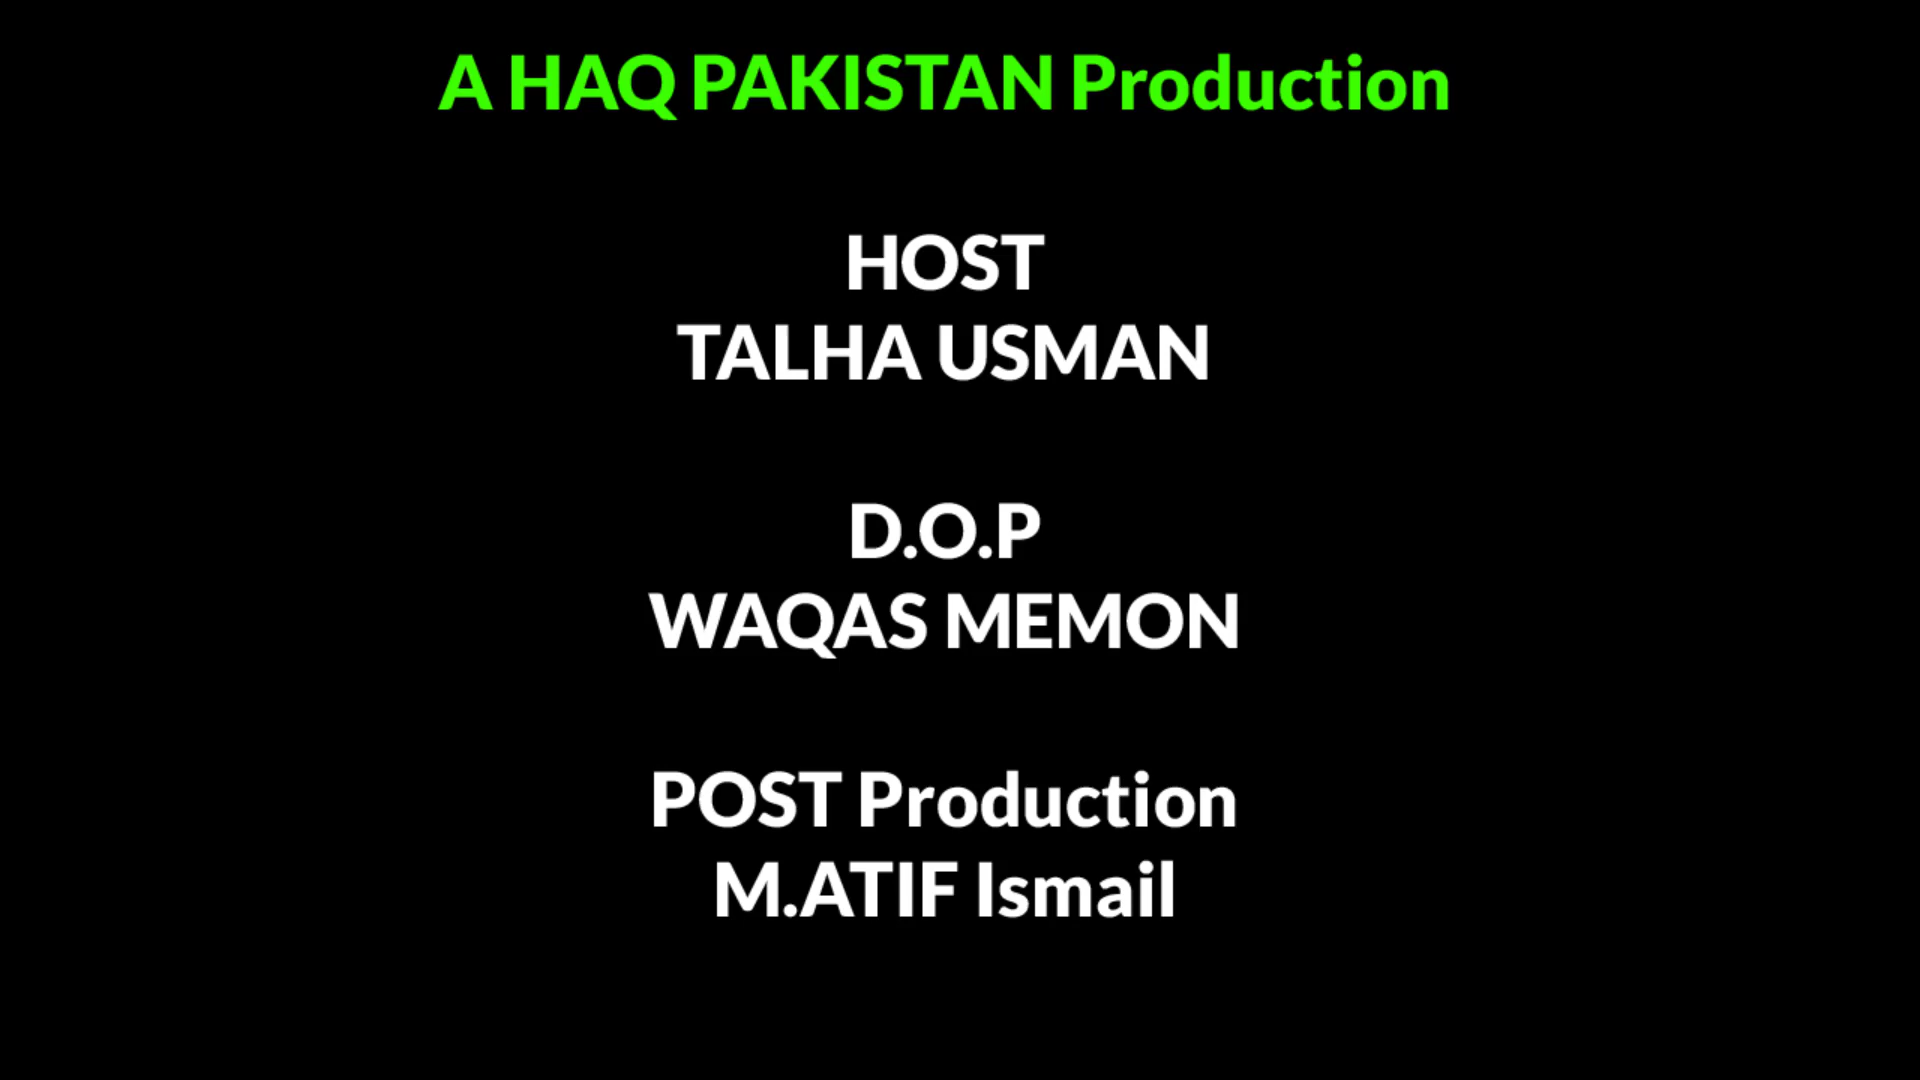 A HAQ PAKISTAN Production
HOST
TALHA USMAN
D.O.P
WAQAS MEMON
POST Production
M.ATIF Ismail